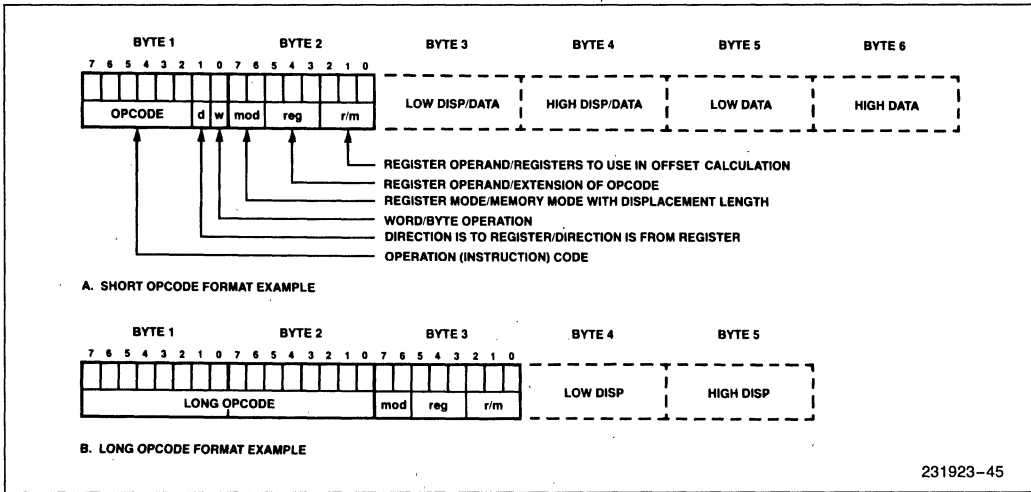 BYTE 1 BYTE 2 BYTE 3 BYTE 4 BYTE 5 BYTE 6
7 6 5 4 3 2 1 0 7 6 5 4 3 2 1 0
LOW DISP/DATA HIGH DISP/DATA LOW DATA HIGH DATA
OPCODE d w mod reg r/m
REGISTER OPERAND/REGISTERS TO USE IN OFFSET CALCULATION
REGISTER OPERAND/EXTENSION OF OPCODE
REGISTER MODE/MEMORY MODE WITH DISPLACEMENT LENGTH
WORD/BYTE OPERATION
DIRECTION IS TO REGISTER/DIRECTION IS FROM REGISTER
OPERATION (INSTRUCTION) CODE
A. SHORT OPCODE FORMAT EXAMPLE
BYTE 1 BYTE 2 BYTE 3 BYTE 4 BYTE 5
7 6 5 4 3 2 1 0 7 6 5 4 3 2 1 0 7 6 5 4 3 2 1 0
LOW DISP HIGH DISP
LONG OPCODE mod reg r/m
B. LONG OPCODE FORMAT EXAMPLE
231923-45